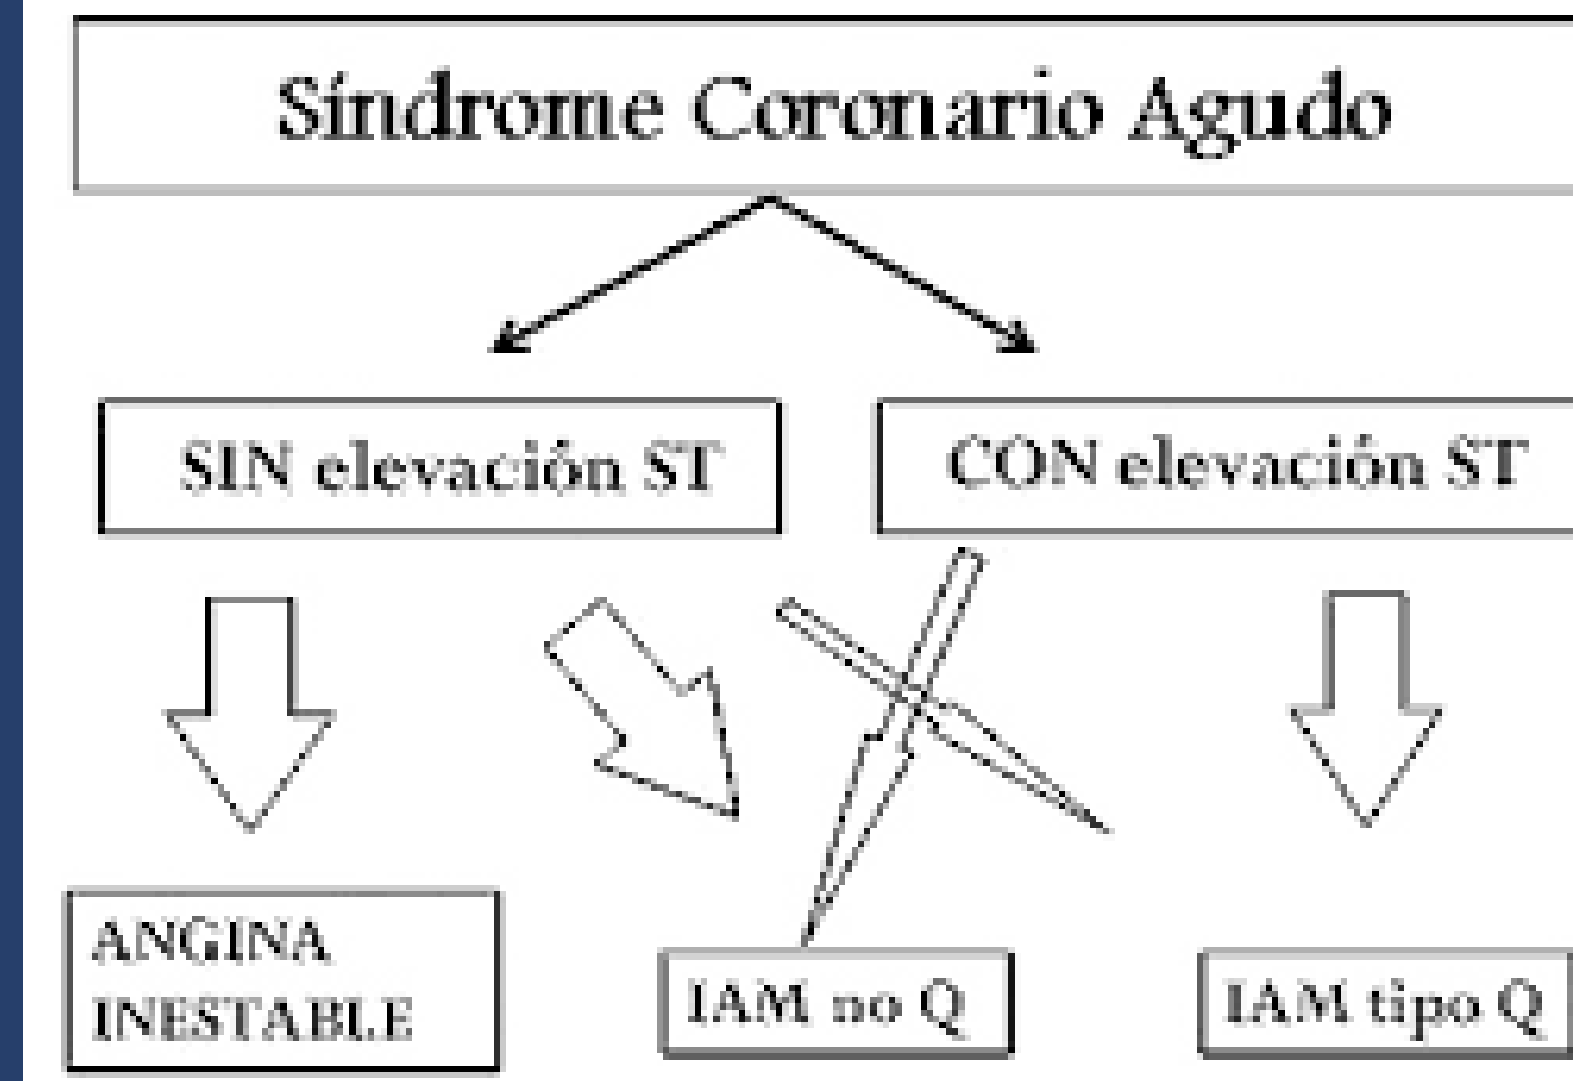 Síndrome Coronario Agudo
SIN elevación ST
CON elevación ST
ANGINA
INESTABLE
IAM no Q
IAM tipo Q